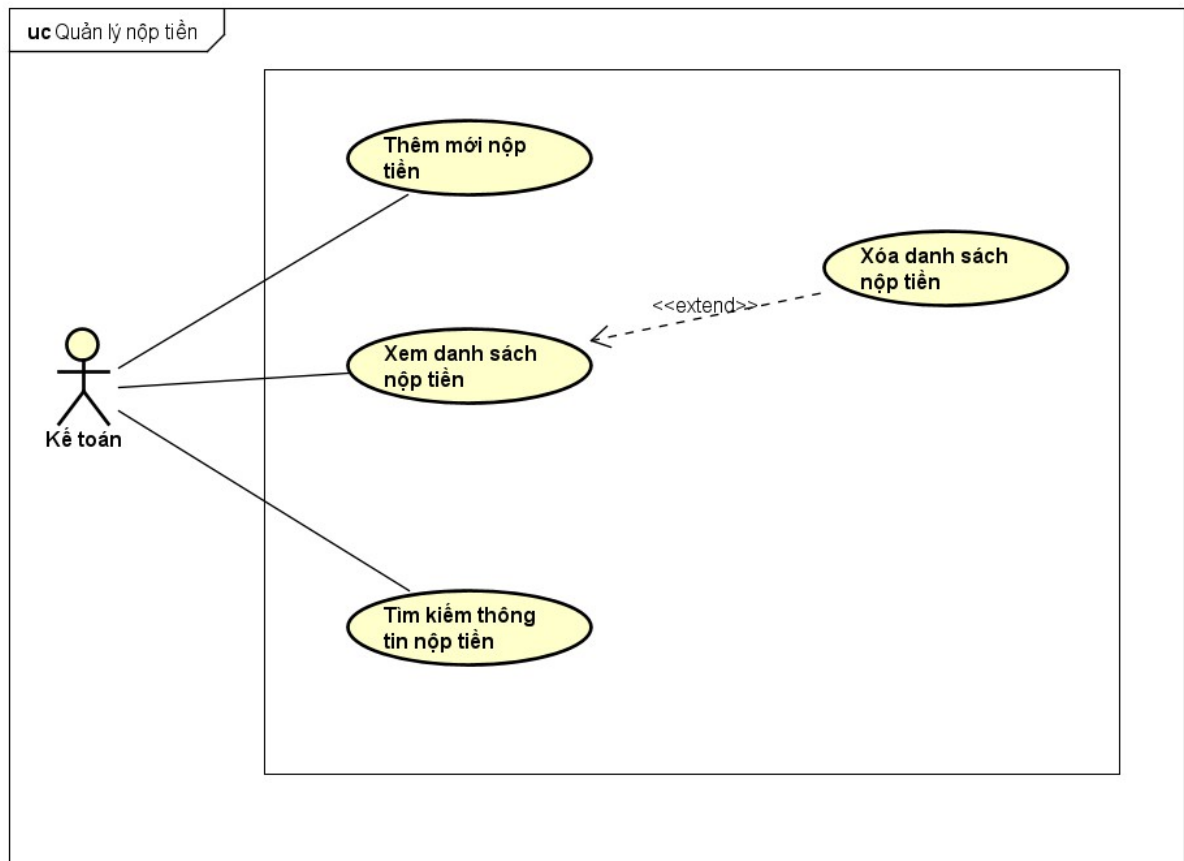 uc Quản lý nộp tiền
Thêm mới nộp
tiền
Xóa danh sách
nộp tiền
<<extend>>
Xem danh sách
nộp tiền
Kế toán
Tìm kiếm thông
tin nộp tiền